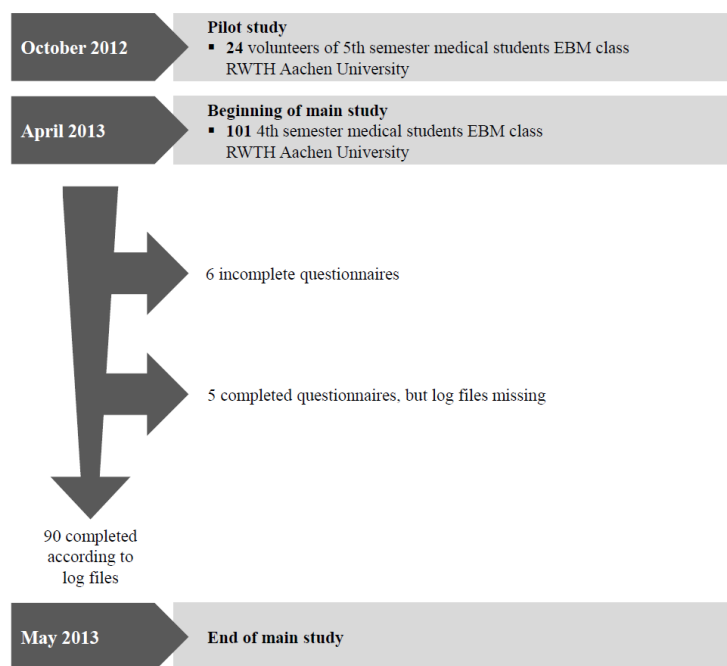 October 2012
Pilot study
▪ 24 volunteers of 5th semester medical students EBM class
RWTH Aachen University
April 2013
Beginning of main study
▪ 101 4th semester medical students EBM class
RWTH Aachen University
6 incomplete questionnaires
5 completed questionnaires, but log files missing
90 completed
according to
log files
May 2013
End of main study